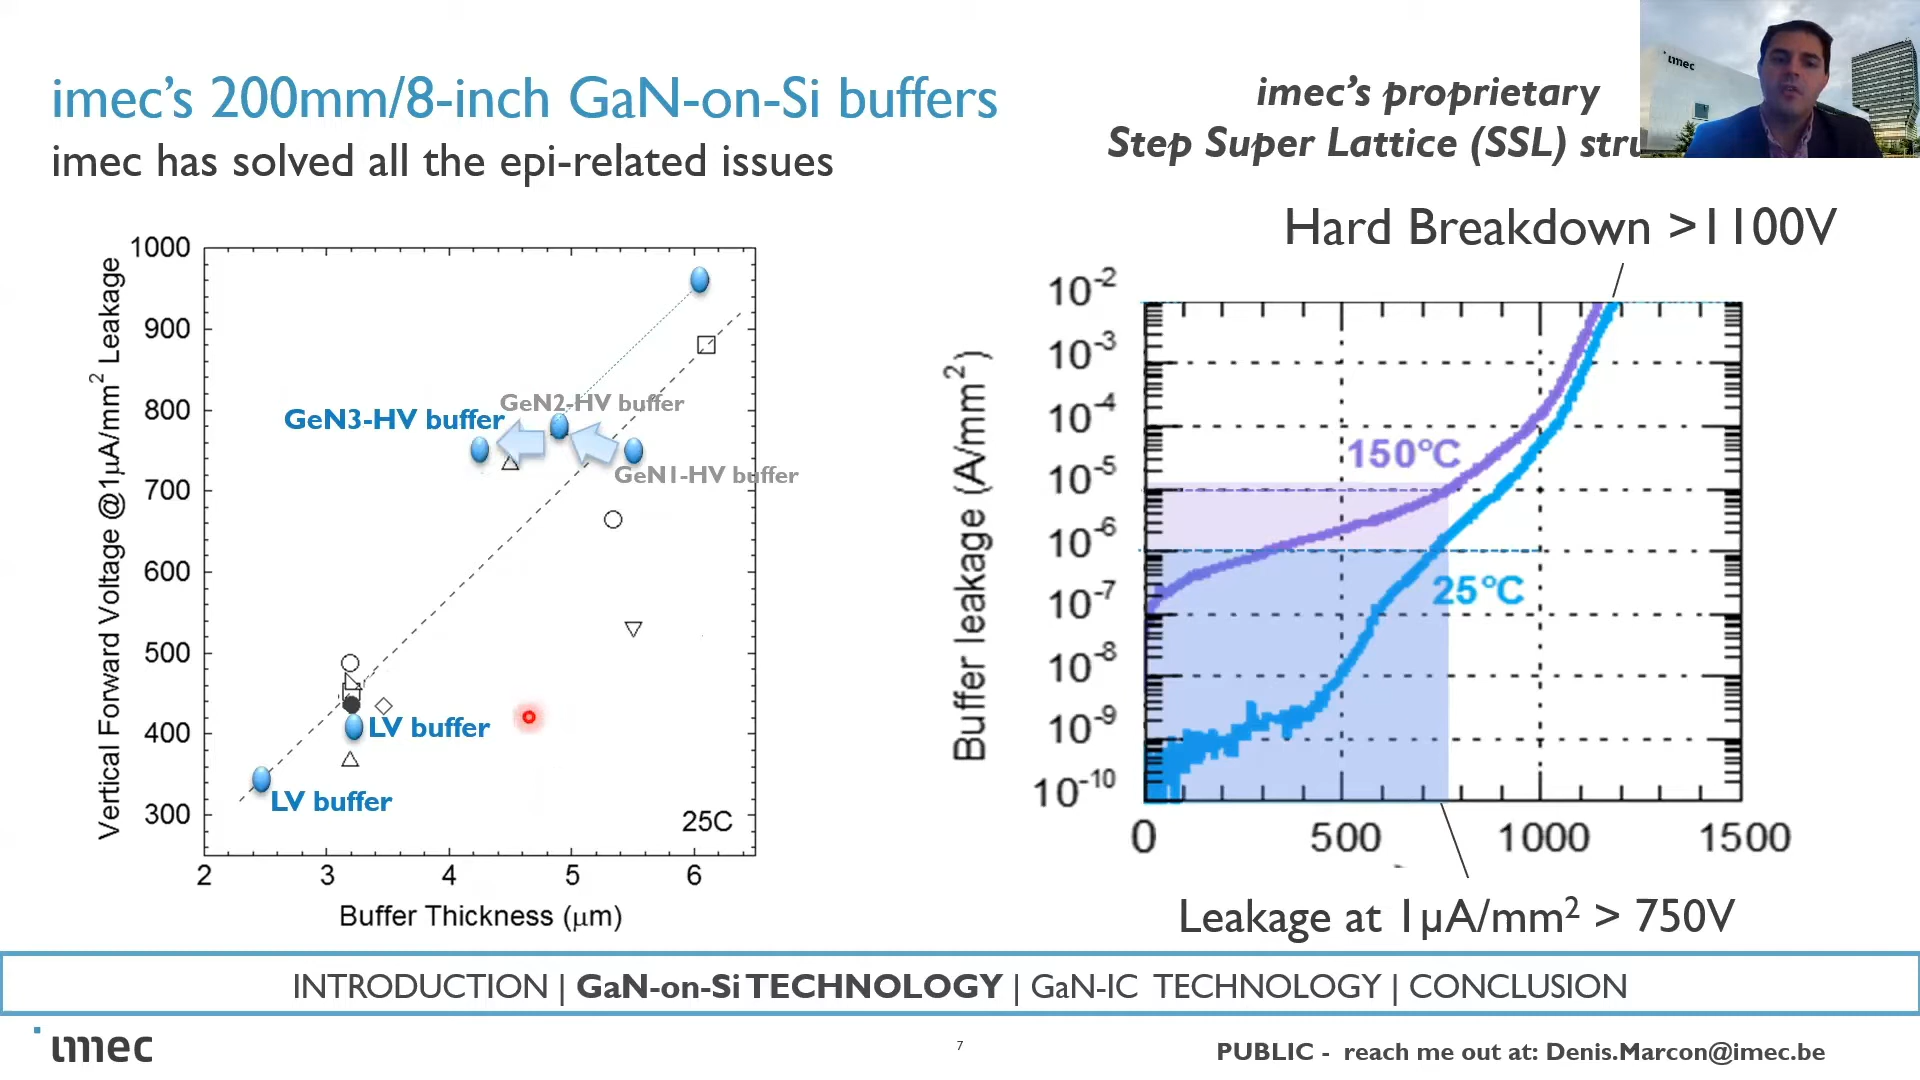 imec's 200mm/8-inch GaN-on-Si buffers
imec has solved all the epi-related issues
imec's proprietary
Step Super Lattice (SSL) stru
imec
Hard Breakdown >1100V
Vertical Forward Voltage @1µA/mm² Leakage
1000
900
800
700
600
500
400
300
GeN3-HV buffer
GeN2-HV buffer
GeN1-HV buffer
LV buffer
LV buffer
25C
2 3 4 5 6
Buffer Thickness (µm)
Buffer leakage (A/mm²)
10⁻²
10⁻³
10⁻⁴
10⁻⁵
10⁻⁶
10⁻⁷
10⁻⁸
10⁻⁹
10⁻¹⁰
150°C
25°C
0 500 1000 1500
Leakage at 1µA/mm² > 750V
INTRODUCTION | GaN-on-Si TECHNOLOGY | GaN-IC TECHNOLOGY | CONCLUSION
imec
7
PUBLIC - reach me out at: Denis.Marcon@imec.be